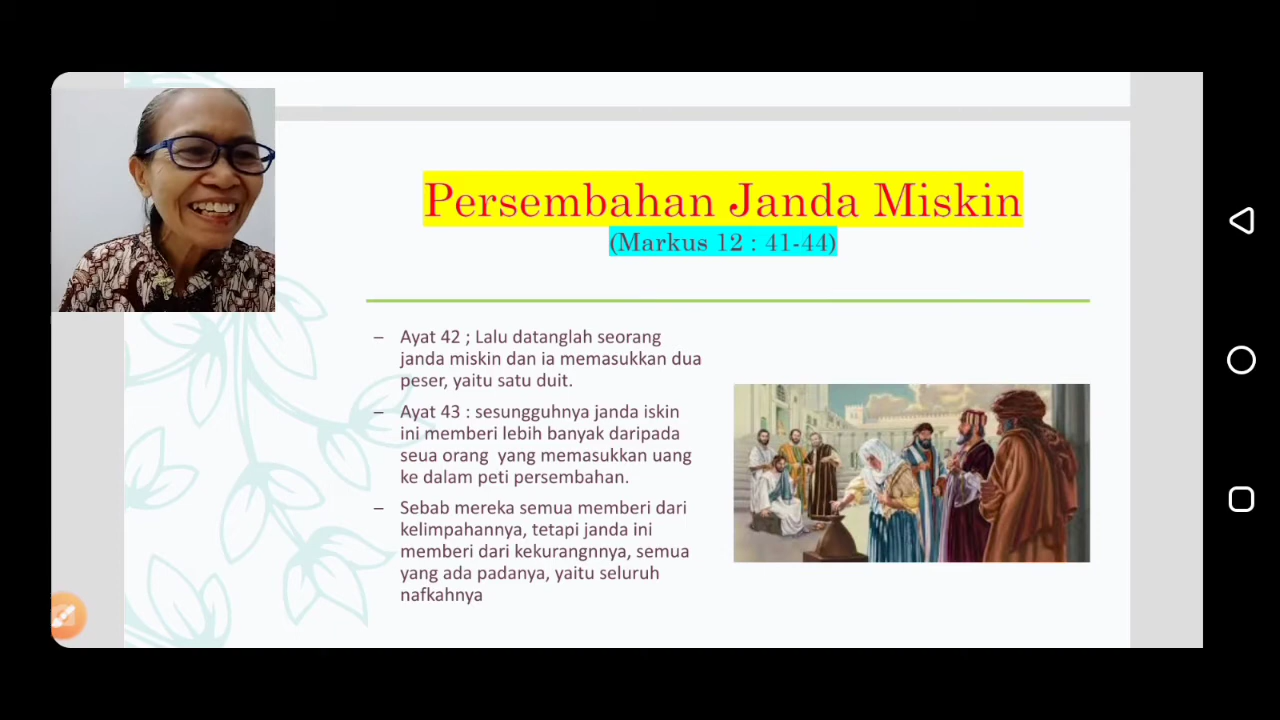 Persembahan Janda Miskin
(Markus 12 : 41-44)
– Ayat 42 ; Lalu datanglah seorang
janda miskin dan ia memasukkan dua
peser, yaitu satu duit.
– Ayat 43 : sesungguhnya janda iskin
ini memberi lebih banyak daripada
seua orang  yang memasukkan uang
ke dalam peti persembahan.
– Sebab mereka semua memberi dari
kelimpahannya, tetapi janda ini
memberi dari kekurangnnya, semua
yang ada padanya, yaitu seluruh
nafkahnya